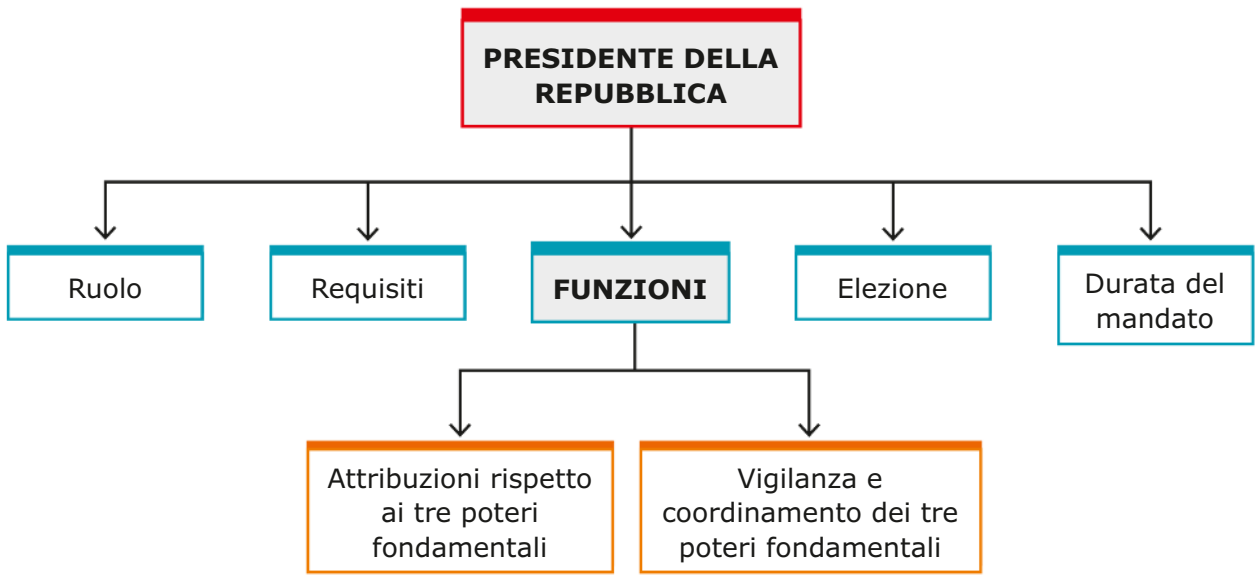 PRESIDENTE DELLA
REPUBBLICA
Ruolo
Requisiti
FUNZIONI
Elezione
Durata del
mandato
Attribuzioni rispetto
ai tre poteri
fondamentali
Vigilanza e
coordinamento dei tre
poteri fondamentali